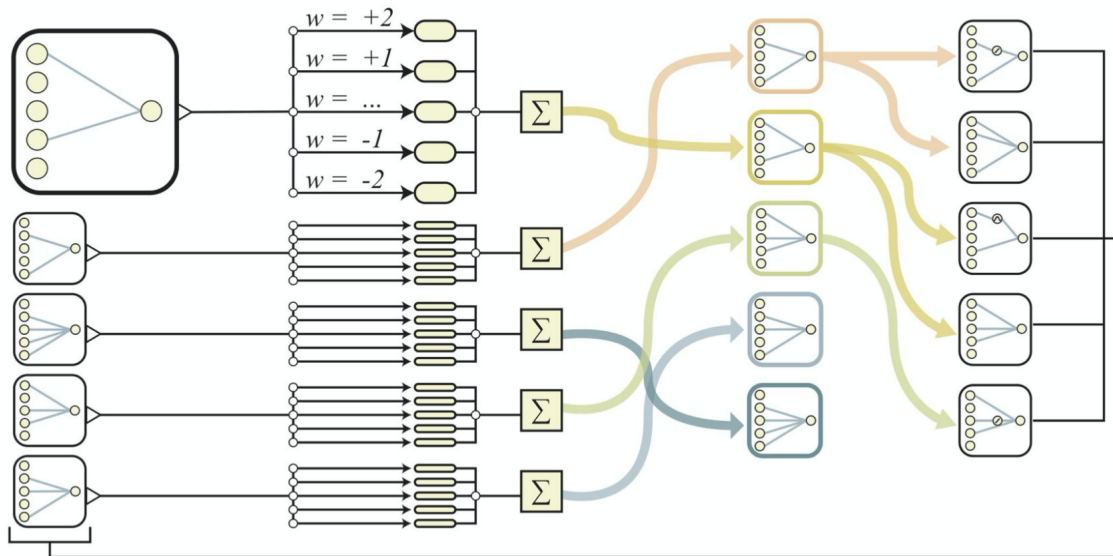 w = +2
w = +1
w = ...
w = -1
w = -2
Σ
Σ
Σ
Σ
Σ